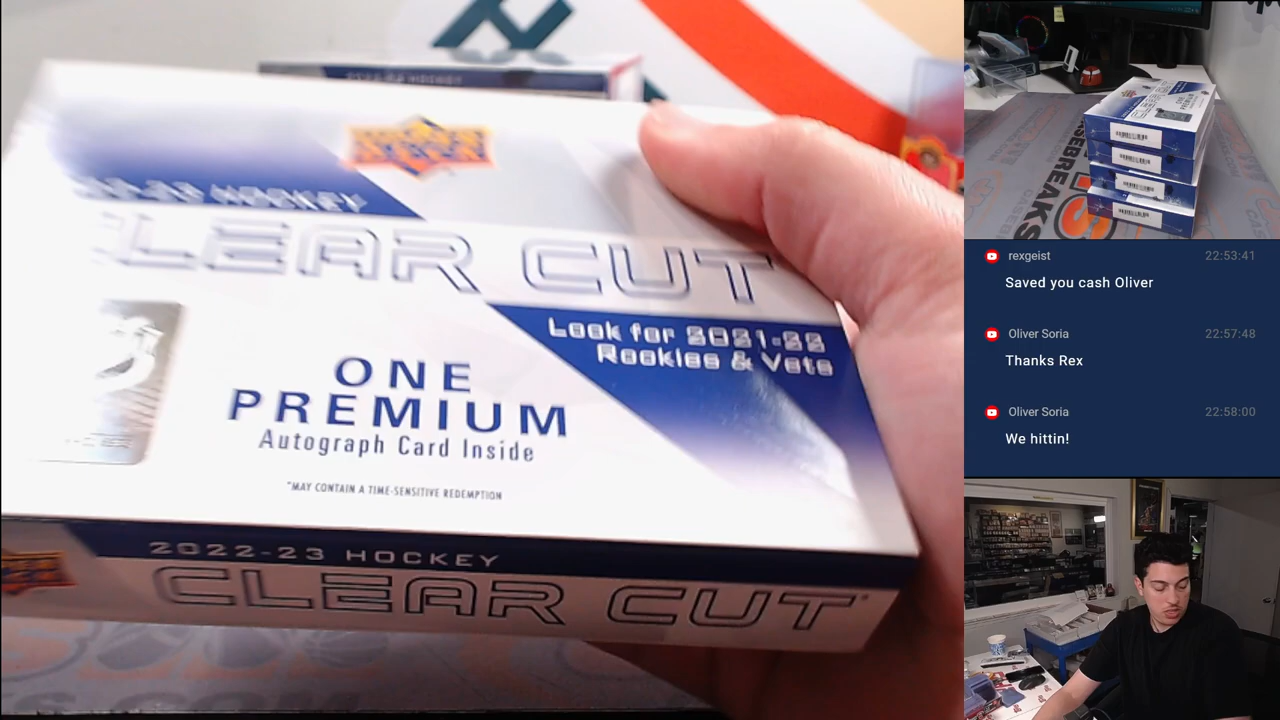 2022-23 HOCKEY
CLEAR CUT
Look for 2021-22
Rookies & Vets
ONE
PREMIUM
Autograph Card Inside
*MAY CONTAIN A TIME-SENSITIVE REDEMPTION
2022-23 HOCKEY
CLEAR CUT
ONE
PREMIUM
rexgeist 22:53:41
Saved you cash Oliver
Oliver Soria 22:57:48
Thanks Rex
Oliver Soria 22:58:00
We hittin!